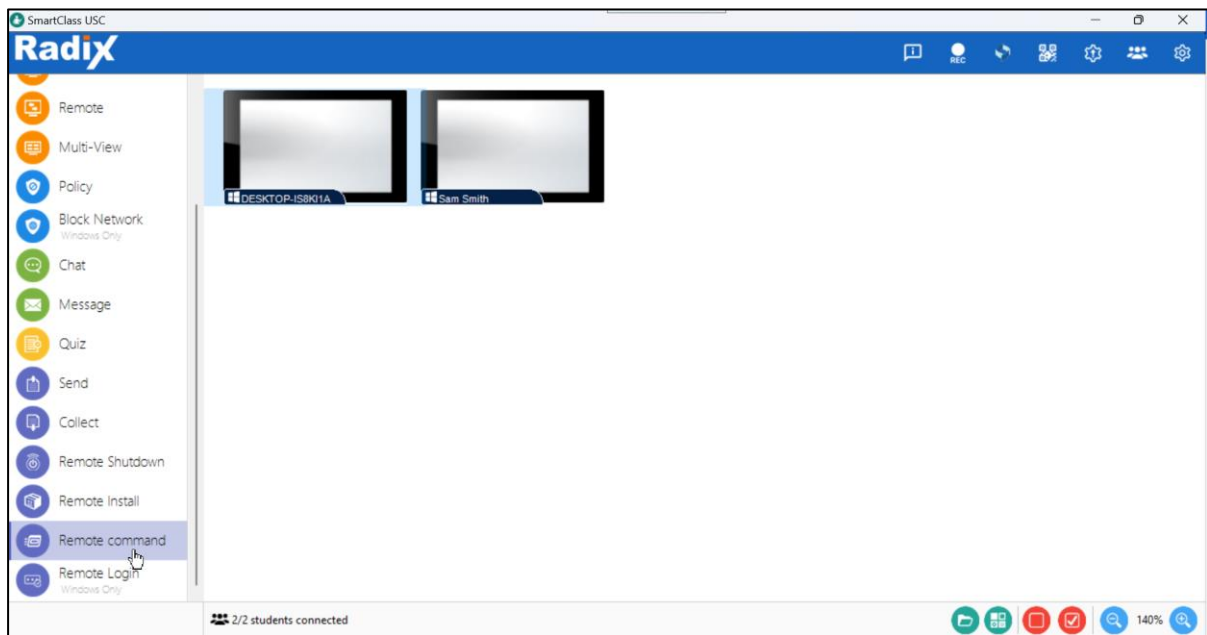 SmartClass USC
Radix
REC
Remote
Multi-View
Policy
Block Network
Windows Only
Chat
Message
Quiz
Send
Collect
Remote Shutdown
Remote Install
Remote command
Remote Login
Windows Only
DESKTOP-IS8KI1A
Sam Smith
2/2 students connected
140%